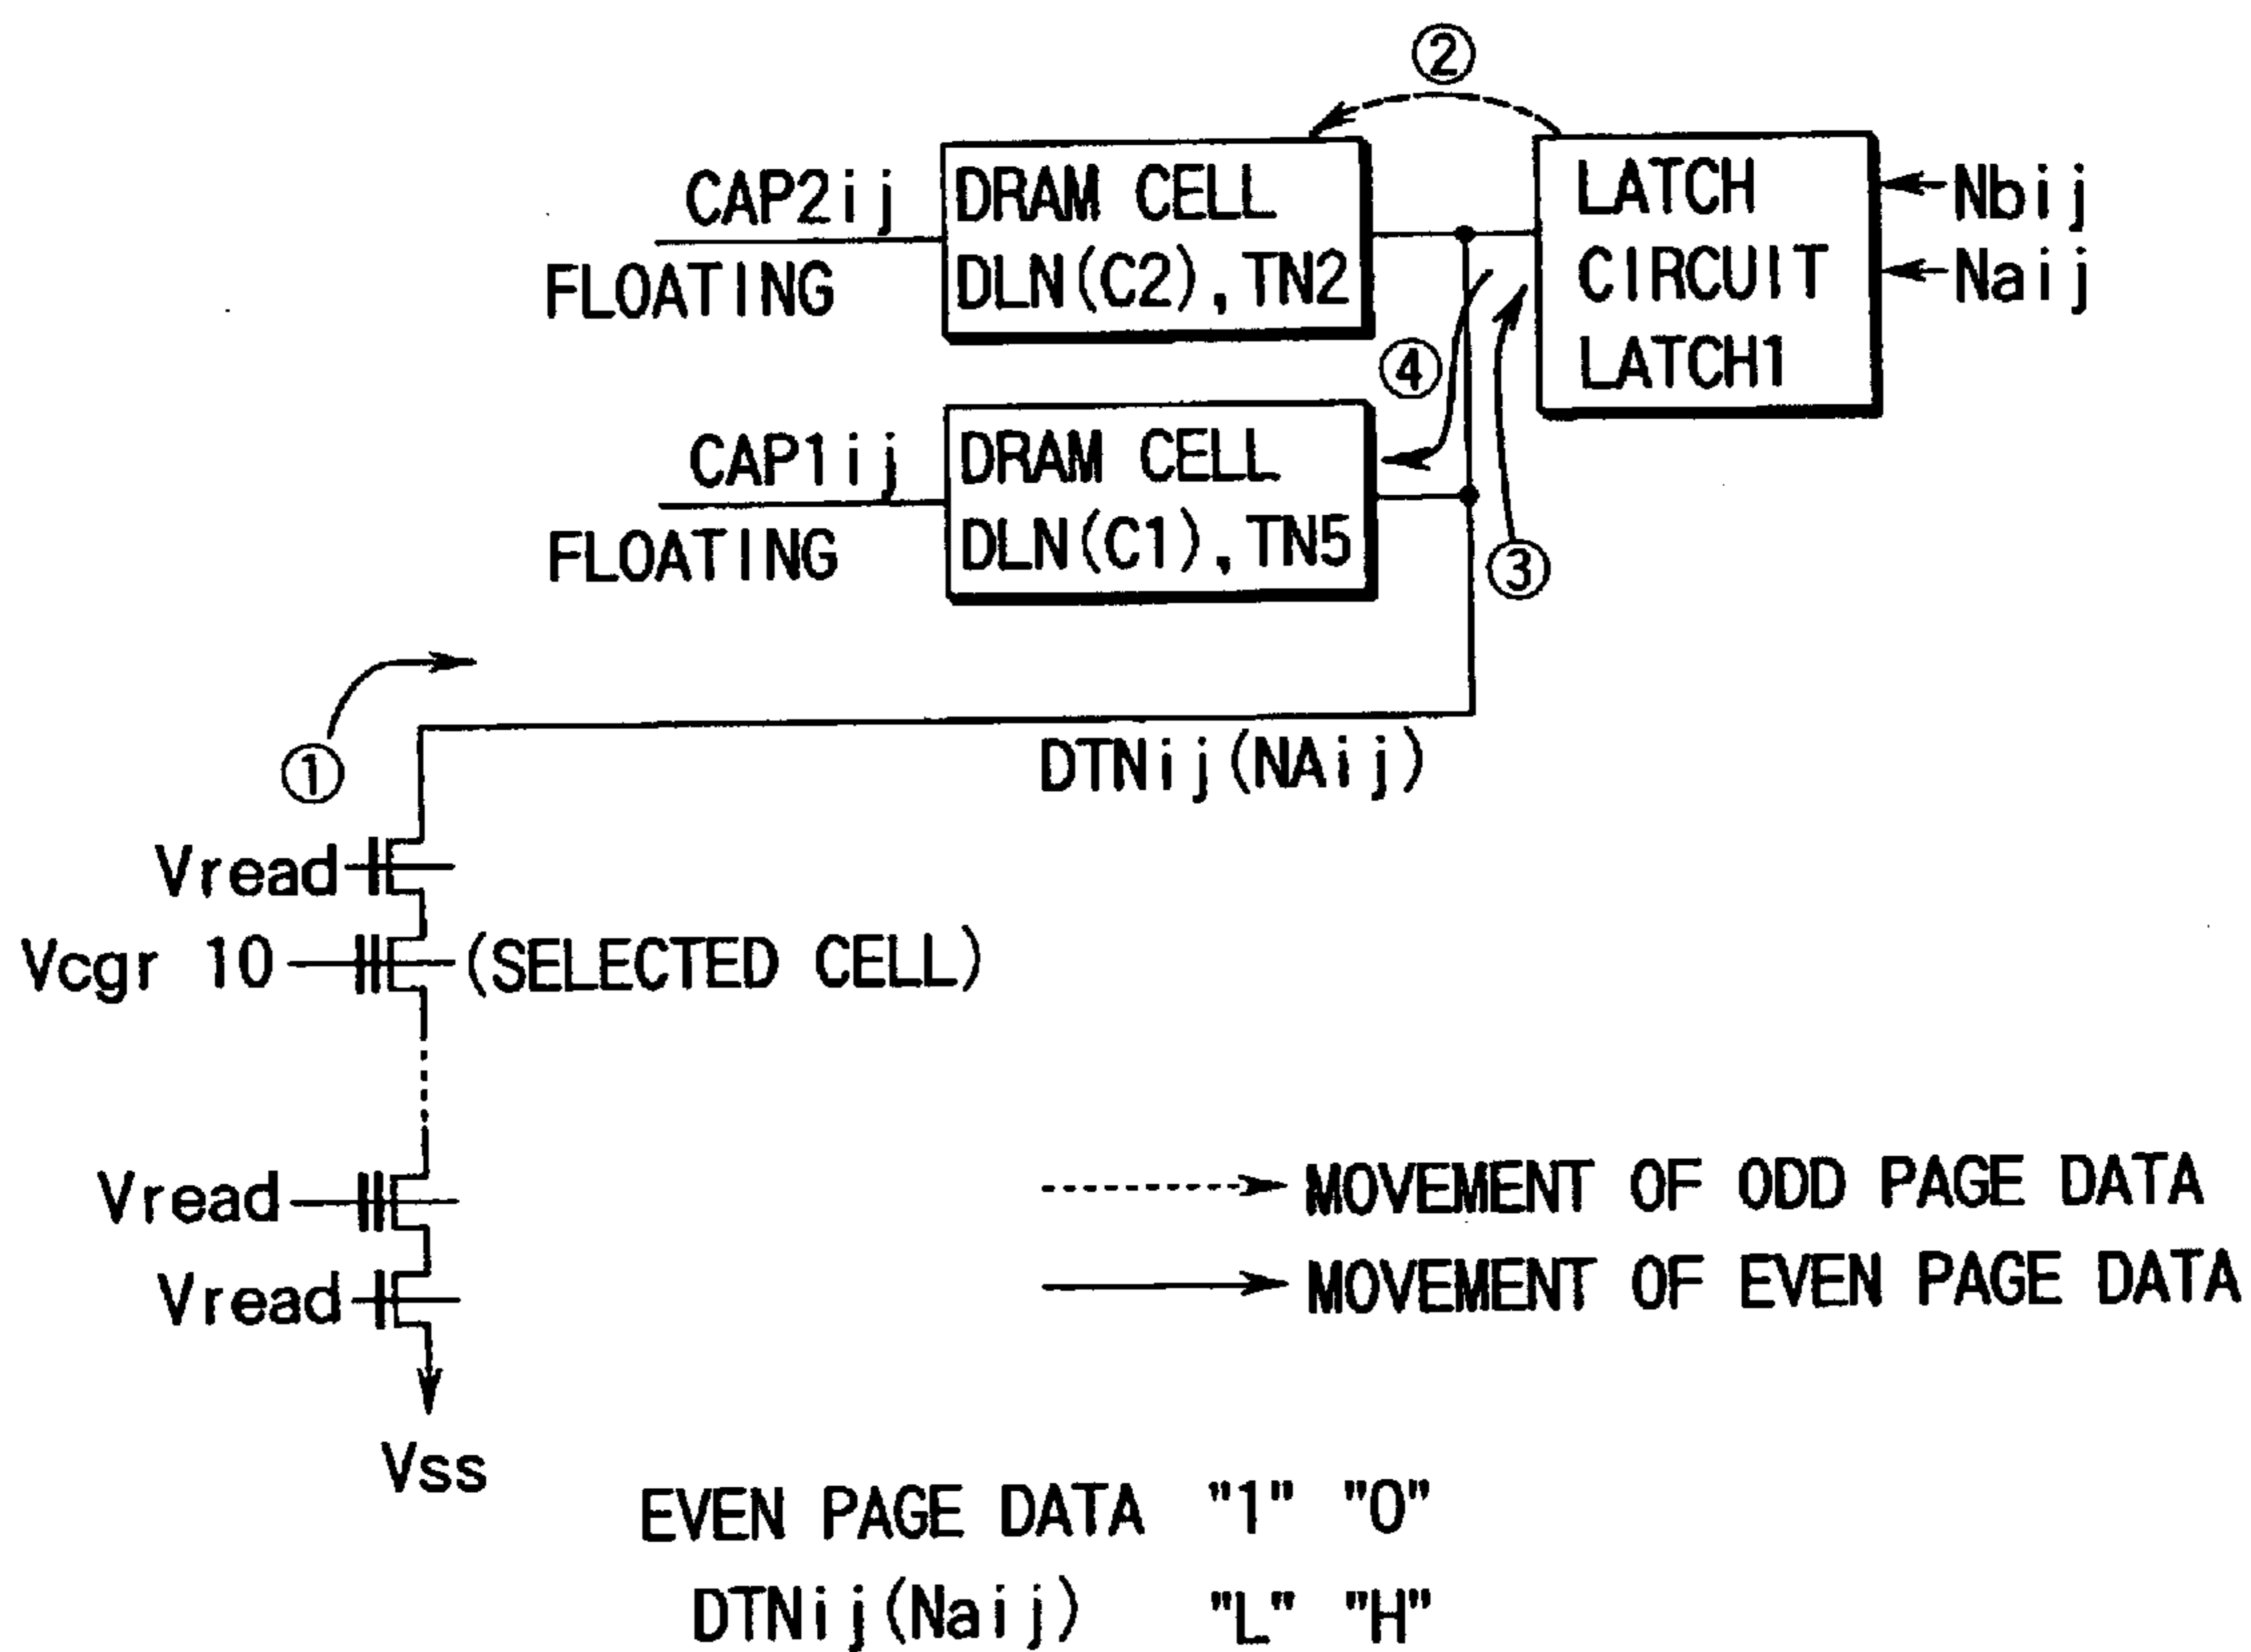 ②
CAP2ij
FLOATING
DRAM CELL
DLN(C2), TN2
LATCH
CIRCUIT
LATCH1
Nbij
Naij
④
CAP1ij
FLOATING
DRAM CELL
DLN(C1), TN5
③
①
DTNij(NAij)
Vread
Vcgr 10
(SELECTED CELL)
Vread
MOVEMENT OF ODD PAGE DATA
Vread
MOVEMENT OF EVEN PAGE DATA
Vss
EVEN PAGE DATA "1" "0"
DTNij(Naij) "L" "H"